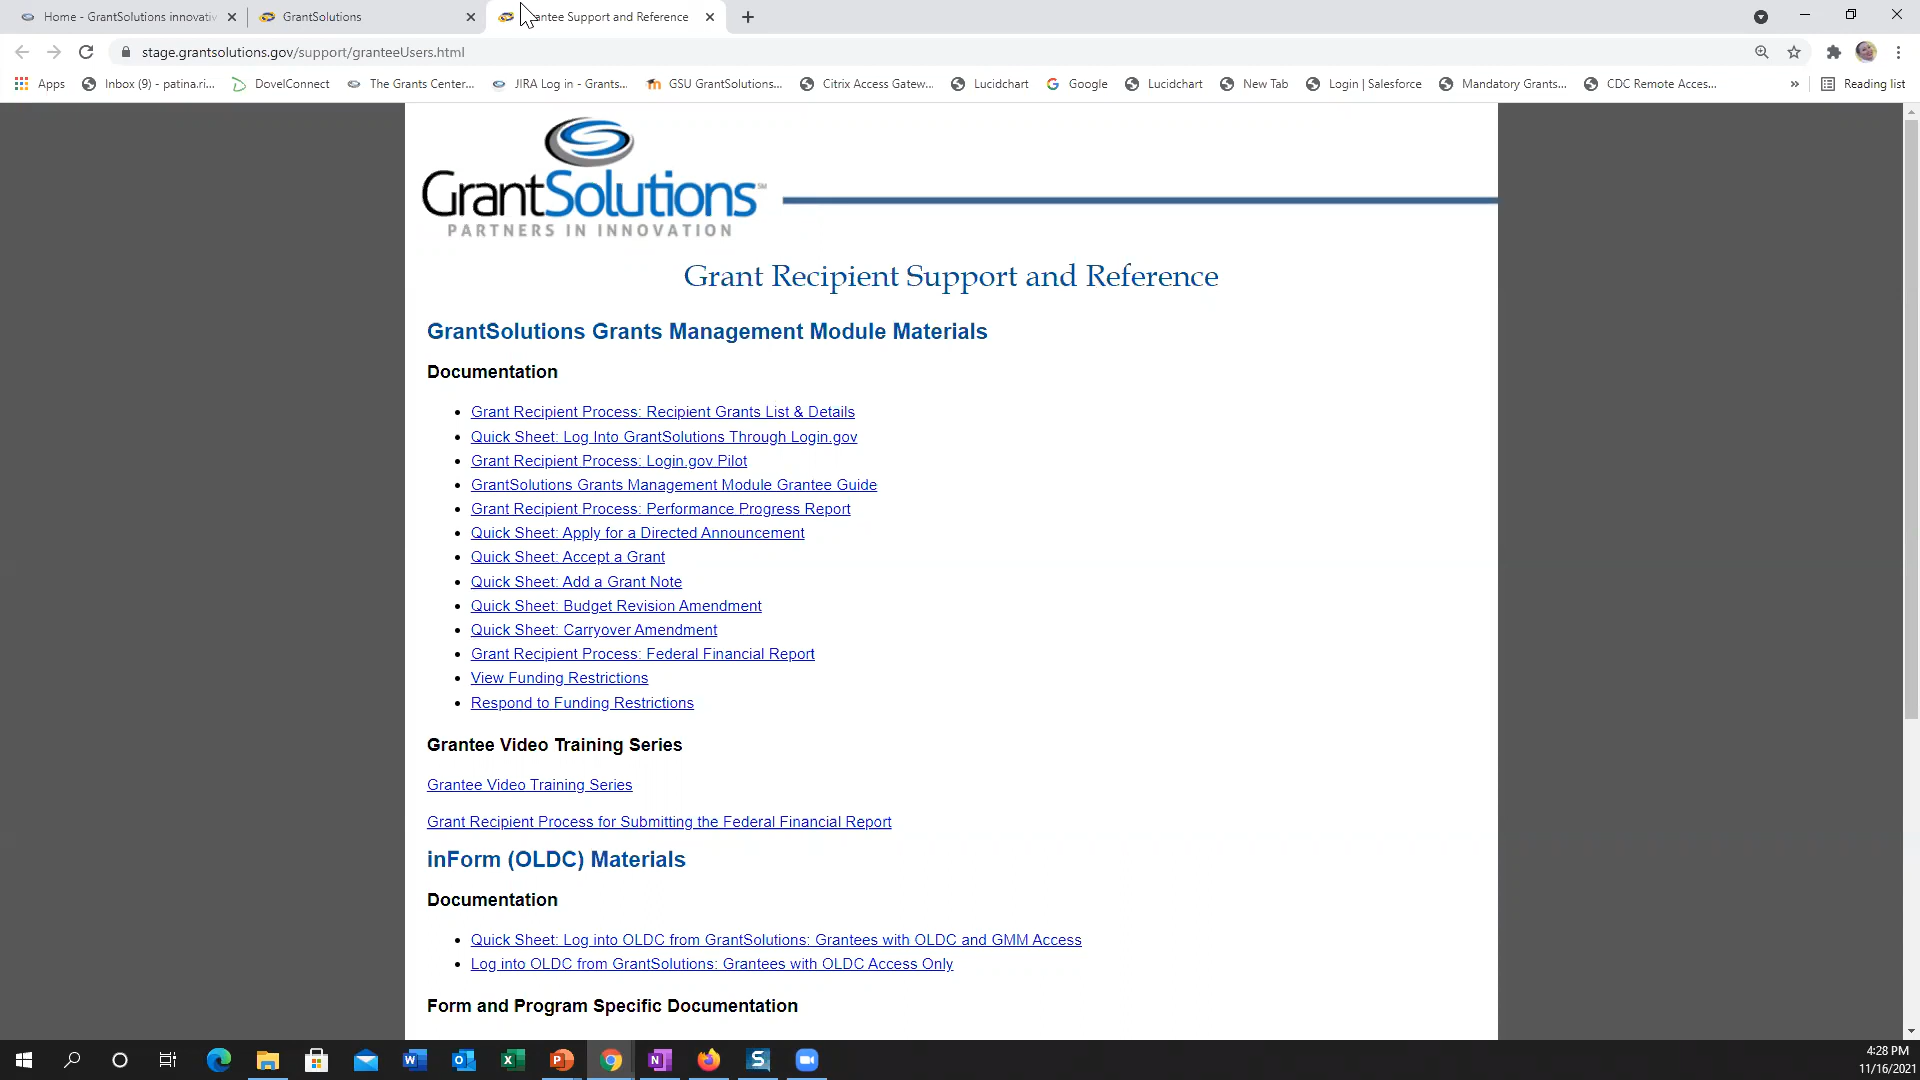 Home - GrantSolutions innovativ
GrantSolutions
ntee Support and Reference
stage.grantsolutions.gov/support/granteeUsers.html
Apps
Inbox (9) - patina.ri...
DovelConnect
The Grants Center...
JIRA Log in - Grants...
GSU GrantSolutions...
Citrix Access Gatew...
Lucidchart
Google
Lucidchart
New Tab
Login | Salesforce
Mandatory Grants...
CDC Remote Acces...
»
Reading list
GrantSolutions SM
PARTNERS IN INNOVATION
Grant Recipient Support and Reference
GrantSolutions Grants Management Module Materials
Documentation
• Grant Recipient Process: Recipient Grants List & Details
• Quick Sheet: Log Into GrantSolutions Through Login.gov
• Grant Recipient Process: Login.gov Pilot
• GrantSolutions Grants Management Module Grantee Guide
• Grant Recipient Process: Performance Progress Report
• Quick Sheet: Apply for a Directed Announcement
• Quick Sheet: Accept a Grant
• Quick Sheet: Add a Grant Note
• Quick Sheet: Budget Revision Amendment
• Quick Sheet: Carryover Amendment
• Grant Recipient Process: Federal Financial Report
• View Funding Restrictions
• Respond to Funding Restrictions
Grantee Video Training Series
Grantee Video Training Series
Grant Recipient Process for Submitting the Federal Financial Report
inForm (OLDC) Materials
Documentation
• Quick Sheet: Log into OLDC from GrantSolutions: Grantees with OLDC and GMM Access
• Log into OLDC from GrantSolutions: Grantees with OLDC Access Only
Form and Program Specific Documentation
4:28 PM
11/16/2021